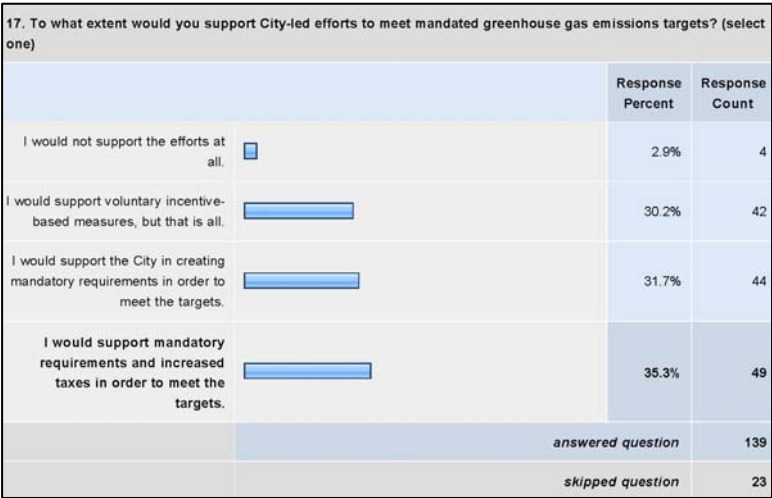 17. To what extent would you support City-led efforts to meet mandated greenhouse gas emissions targets? (select
one)
Response Percent
Response Count
I would not support the efforts at
all.
2.9%
4
I would support voluntary incentive-
based measures, but that is all.
30.2%
42
I would support the City in creating
mandatory requirements in order to
meet the targets.
31.7%
44
I would support mandatory
requirements and increased
taxes in order to meet the
targets.
35.3%
49
answered question
139
skipped question
23